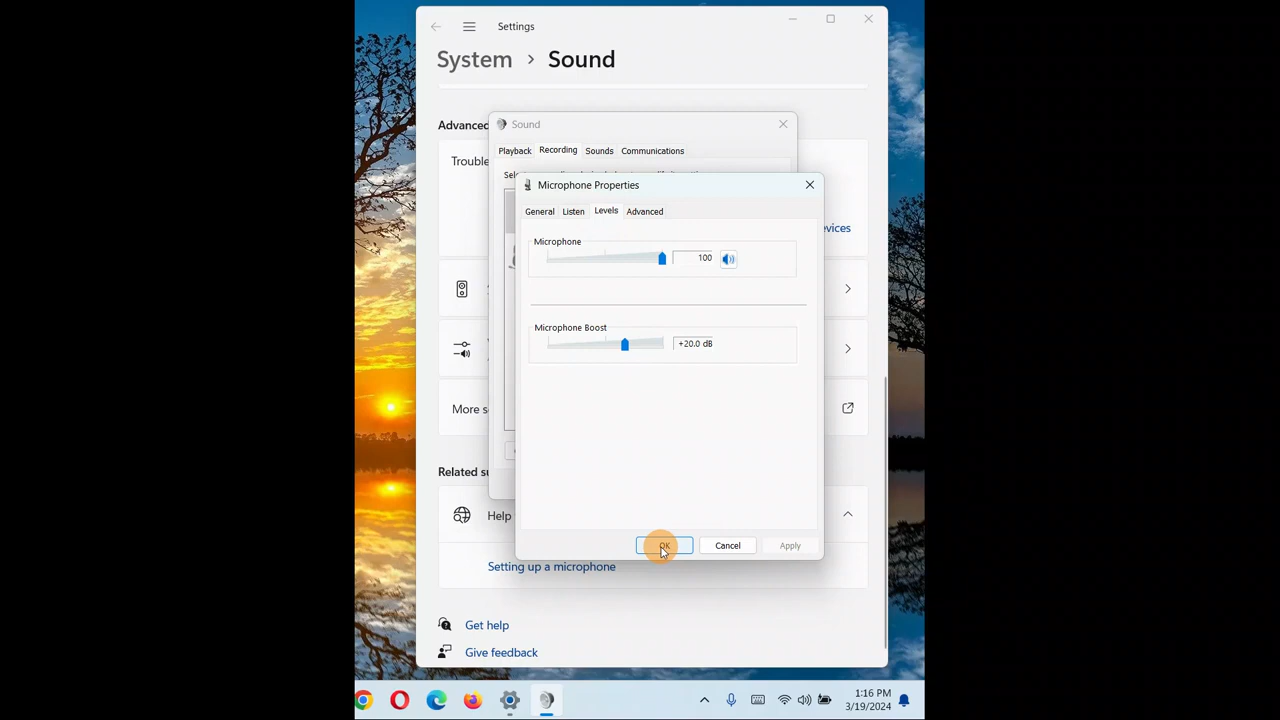 Settings
System > Sound
Advanced
Sound
Playback Recording Sounds Communications
Trouble
Microphone Properties
General Listen Levels Advanced
evices
Microphone
100
Microphone Boost
+20.0 dB
More s
Related su
Help
OK Cancel Apply
Setting up a microphone
Get help
Give feedback
1:16 PM
3/19/2024